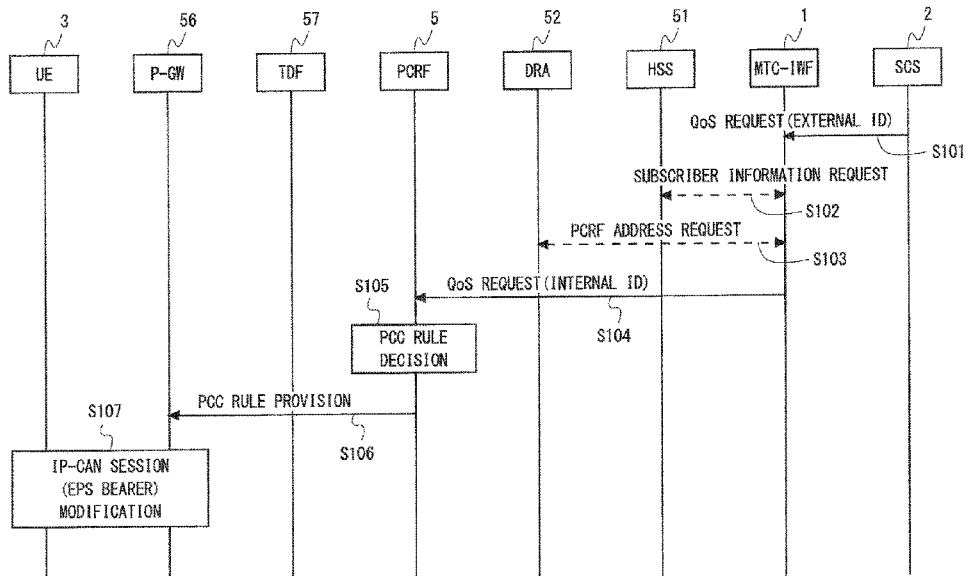 3 56 57 5 52 51 1 2
UE P-GW TDF PCRF DRA HSS MTC-IWF SCS
QoS REQUEST(EXTERNAL ID)
S101
SUBSCRIBER INFORMATION REQUEST
S102
PCRF ADDRESS REQUEST
S103
QoS REQUEST(INTERNAL ID)
S104
S105
PCC RULE
DECISION
PCC RULE PROVISION
S106
S107
IP-CAN SESSION
(EPS BEARER)
MODIFICATION